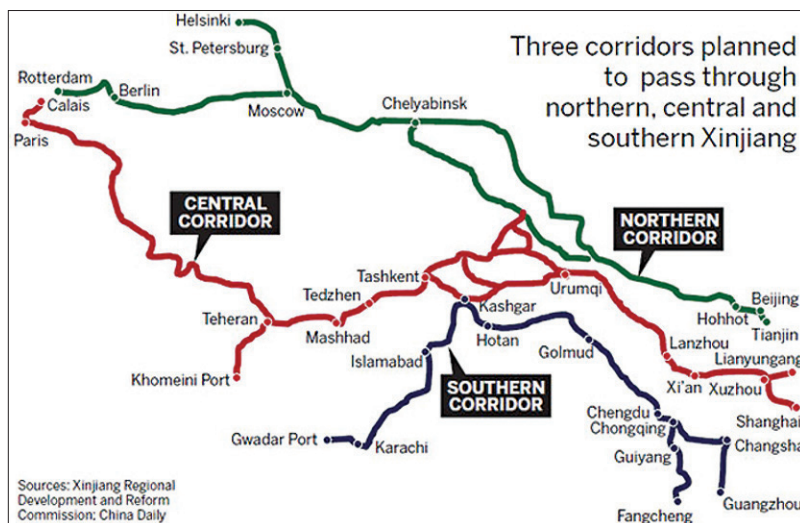 Three corridors planned
to pass through
northern, central and
southern Xinjiang
Helsinki
St. Petersburg
Rotterdam
Calais
Berlin
Paris
Moscow
Chelyabinsk
CENTRAL
CORRIDOR
NORTHERN
CORRIDOR
Tashkent
Tedzhen
Teheran
Mashhad
Khomeini Port
Urumqi
Kashgar
Hotan
Golmud
Islamabad
SOUTHERN
CORRIDOR
Gwadar Port
Karachi
Beijing
Hohhot
Tianjin
Lanzhou
Lianyungang
Xi'an
Xuzhou
Shanghai
Chengdu
Chongqing
Changsha
Guiyang
Guangzhou
Fangcheng
Sources: Xinjiang Regional
Development and Reform
Commission; China Daily